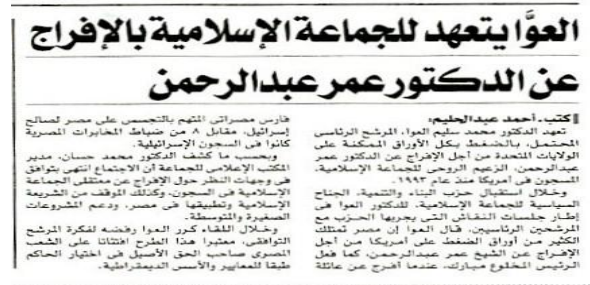 العوَّا يتعهد للجماعة الإسلامية بالإفراج
عن الدكتور عمر عبدالرحمن
كتب - أحمد عبدالحليم:
تعهد الدكتور محمد سليم العوا، المرشح الرئاسى
المحتمل، بالضغط بكل الأوراق الممكنة على
الولايات المتحدة من أجل الإفراج عن الدكتور عمر
عبدالرحمن، الزعيم الروحى للجماعة الإسلامية،
المسجون فى أمريكا منذ عام ١٩٩٣.
وخلال استقبال حزب البناء والتنمية، الجناح
السياسية للجماعة الإسلامية، للدكتور العوا فى
إطار جلسات النقاش التى يجريها الحزب مع
المرشحين الرئاسيين، قال العوا إن مصر تمتلك
الكثير من أوراق الضغط على أمريكا من أجل
الإفراج عن الشيخ عمر عبدالرحمن، كما فعل
الرئيس المخلوع مبارك، عندما أفرج عن عائلة
فارس مصراتى المتهم بالتجسس على مصر لصالح
إسرائيل، مقابل ٨ من ضباط المخابرات المصرية
كانوا فى السجون الإسرائيلية.
وبحسب ما كشف الدكتور محمد حسان، مدير
المكتب الإعلامى للجماعة أن الاجتماع انتهى بتوافق
فى وجهات النظر حول الإفراج عن معتقلى الجماعة
الإسلامية فى السجون، وكذلك الموقف من الشريعة
الإسلامية وتطبيقها فى مصر، ودعم المشروعات
الصغيرة والمتوسطة.
وخلال اللقاء كرر العوا رفضه لفكرة المرشح
التوافقى، معتبرا هذا الطرح افتئاتا على الشعب
المصرى صاحب الحق الأصيل فى اختيار الحاكم
طبقا للمعايير والأسس الديمقراطية.